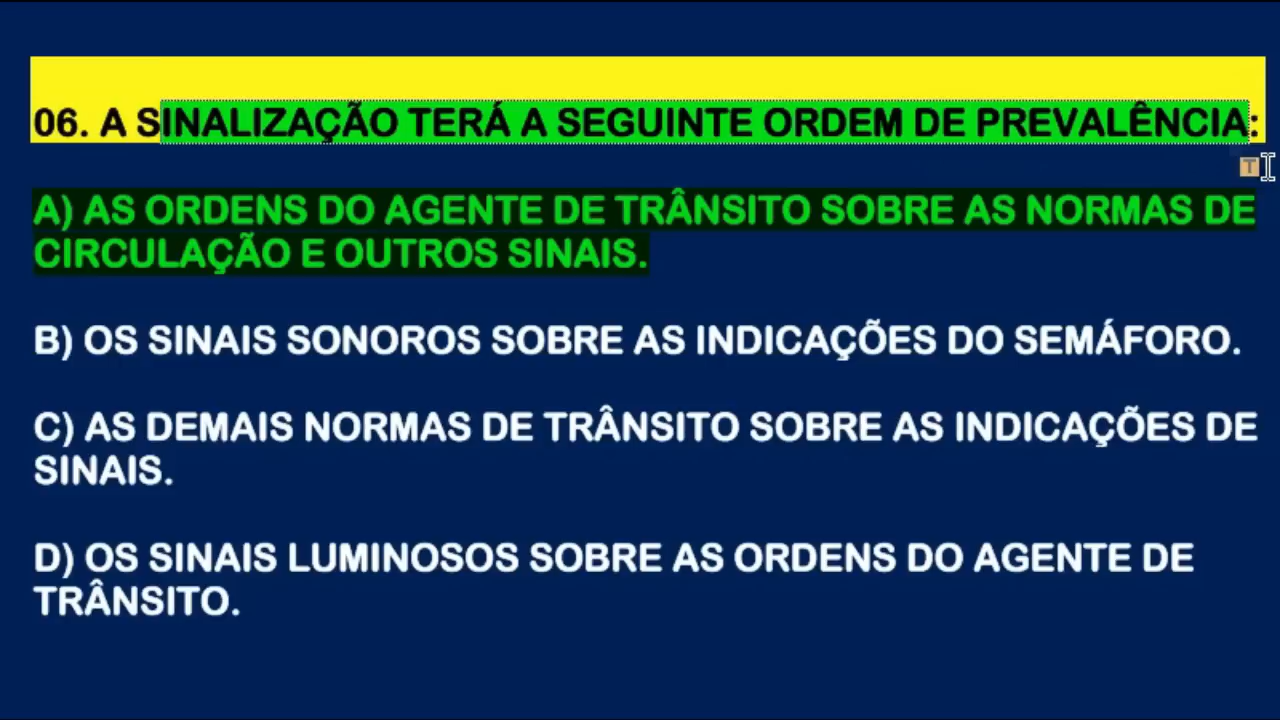 06. A SINALIZAÇÃO TERÁ A SEGUINTE ORDEM DE PREVALÊNCIA:
A) AS ORDENS DO AGENTE DE TRÂNSITO SOBRE AS NORMAS DE
CIRCULAÇÃO E OUTROS SINAIS.
B) OS SINAIS SONOROS SOBRE AS INDICAÇÕES DO SEMÁFORO.
C) AS DEMAIS NORMAS DE TRÂNSITO SOBRE AS INDICAÇÕES DE
SINAIS.
D) OS SINAIS LUMINOSOS SOBRE AS ORDENS DO AGENTE DE
TRÂNSITO.